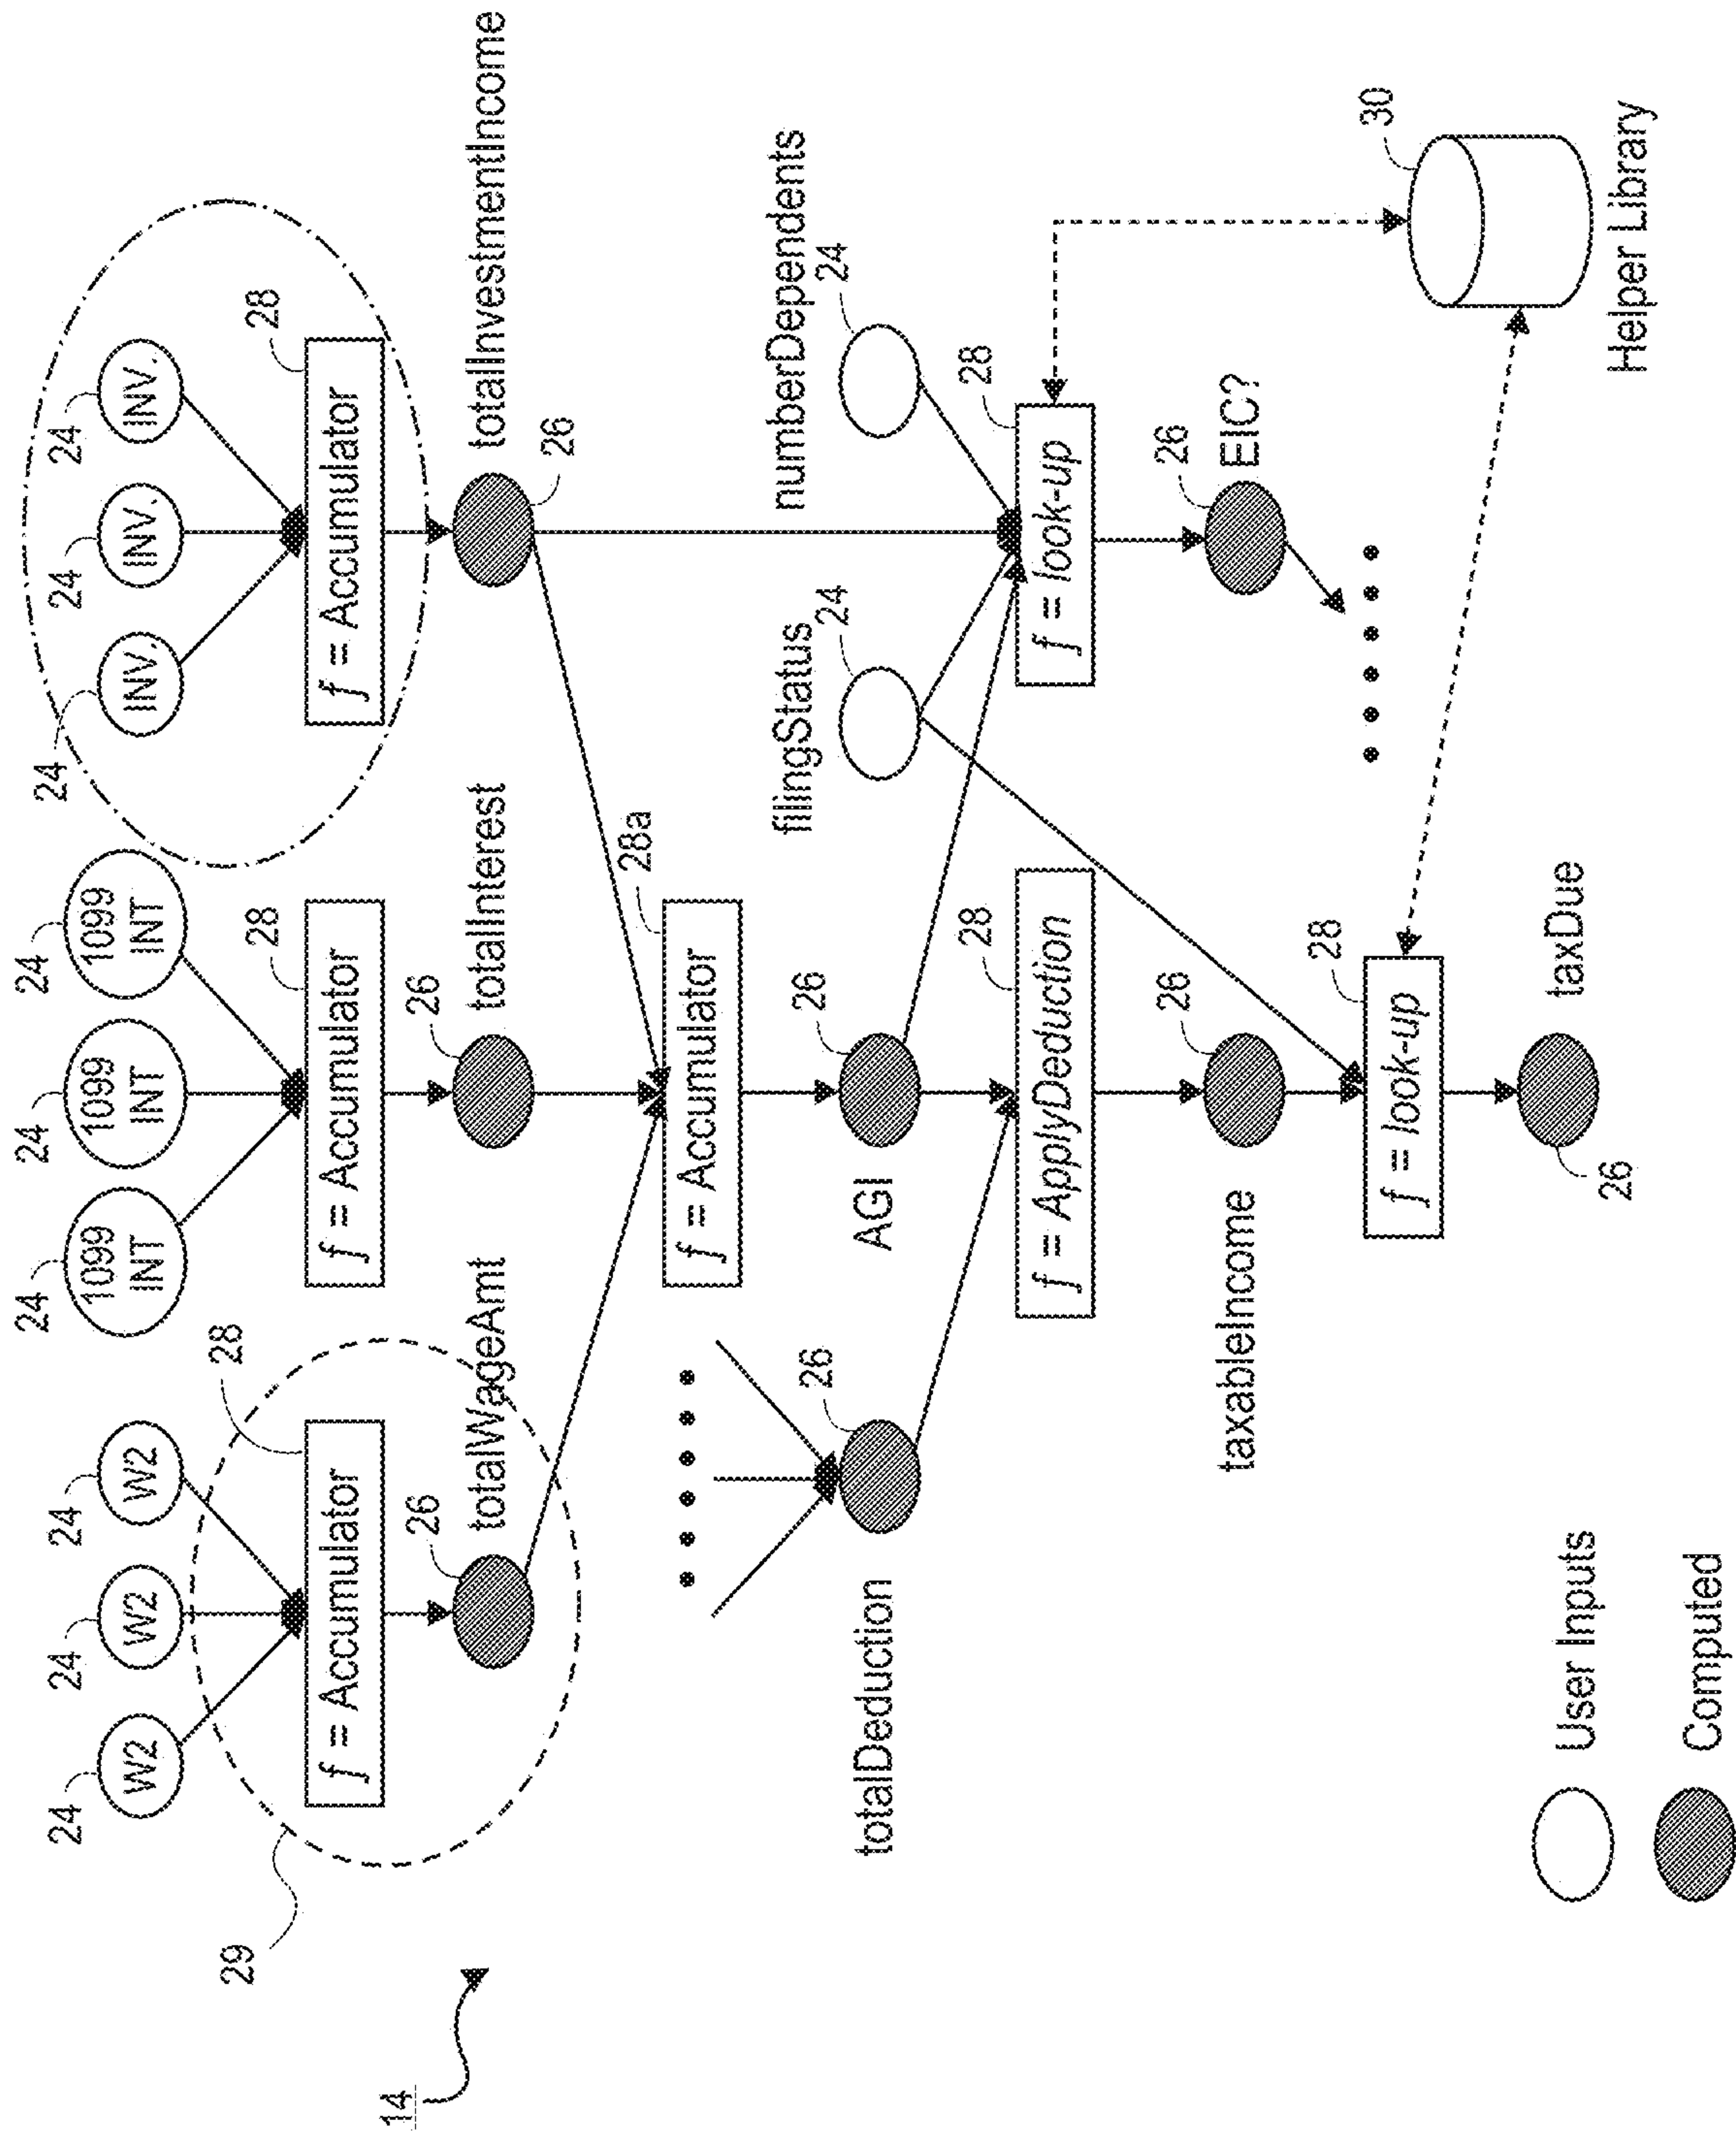 24
24
24
24
24
24
24
24
24
W2
W2
W2
1099
INT
1099
INT
1099
INT
INV.
INV.
INV.
28
28
28
f = Accumulator
f = Accumulator
f = Accumulator
29
26
26
26
totalWageAmt
totalInterest
totalInvestmentIncome
14
28a
f = Accumulator
filingStatus
numberDependents
26
26
24
24
totalDeduction
AGI
28
28
f = ApplyDeduction
f = look-up
26
26
taxableIncome
EIC?
28
f = look-up
30
Helper Library
26
taxDue
User Inputs
Computed